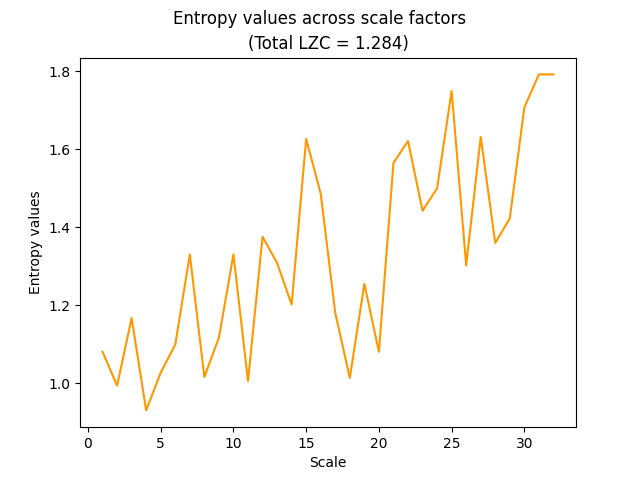 Entropy values across scale factors
(Total LZC = 1.284)
1.8
1.6
1.4
1.2
1.0
Entropy values
0 5 10 15 20 25 30
Scale